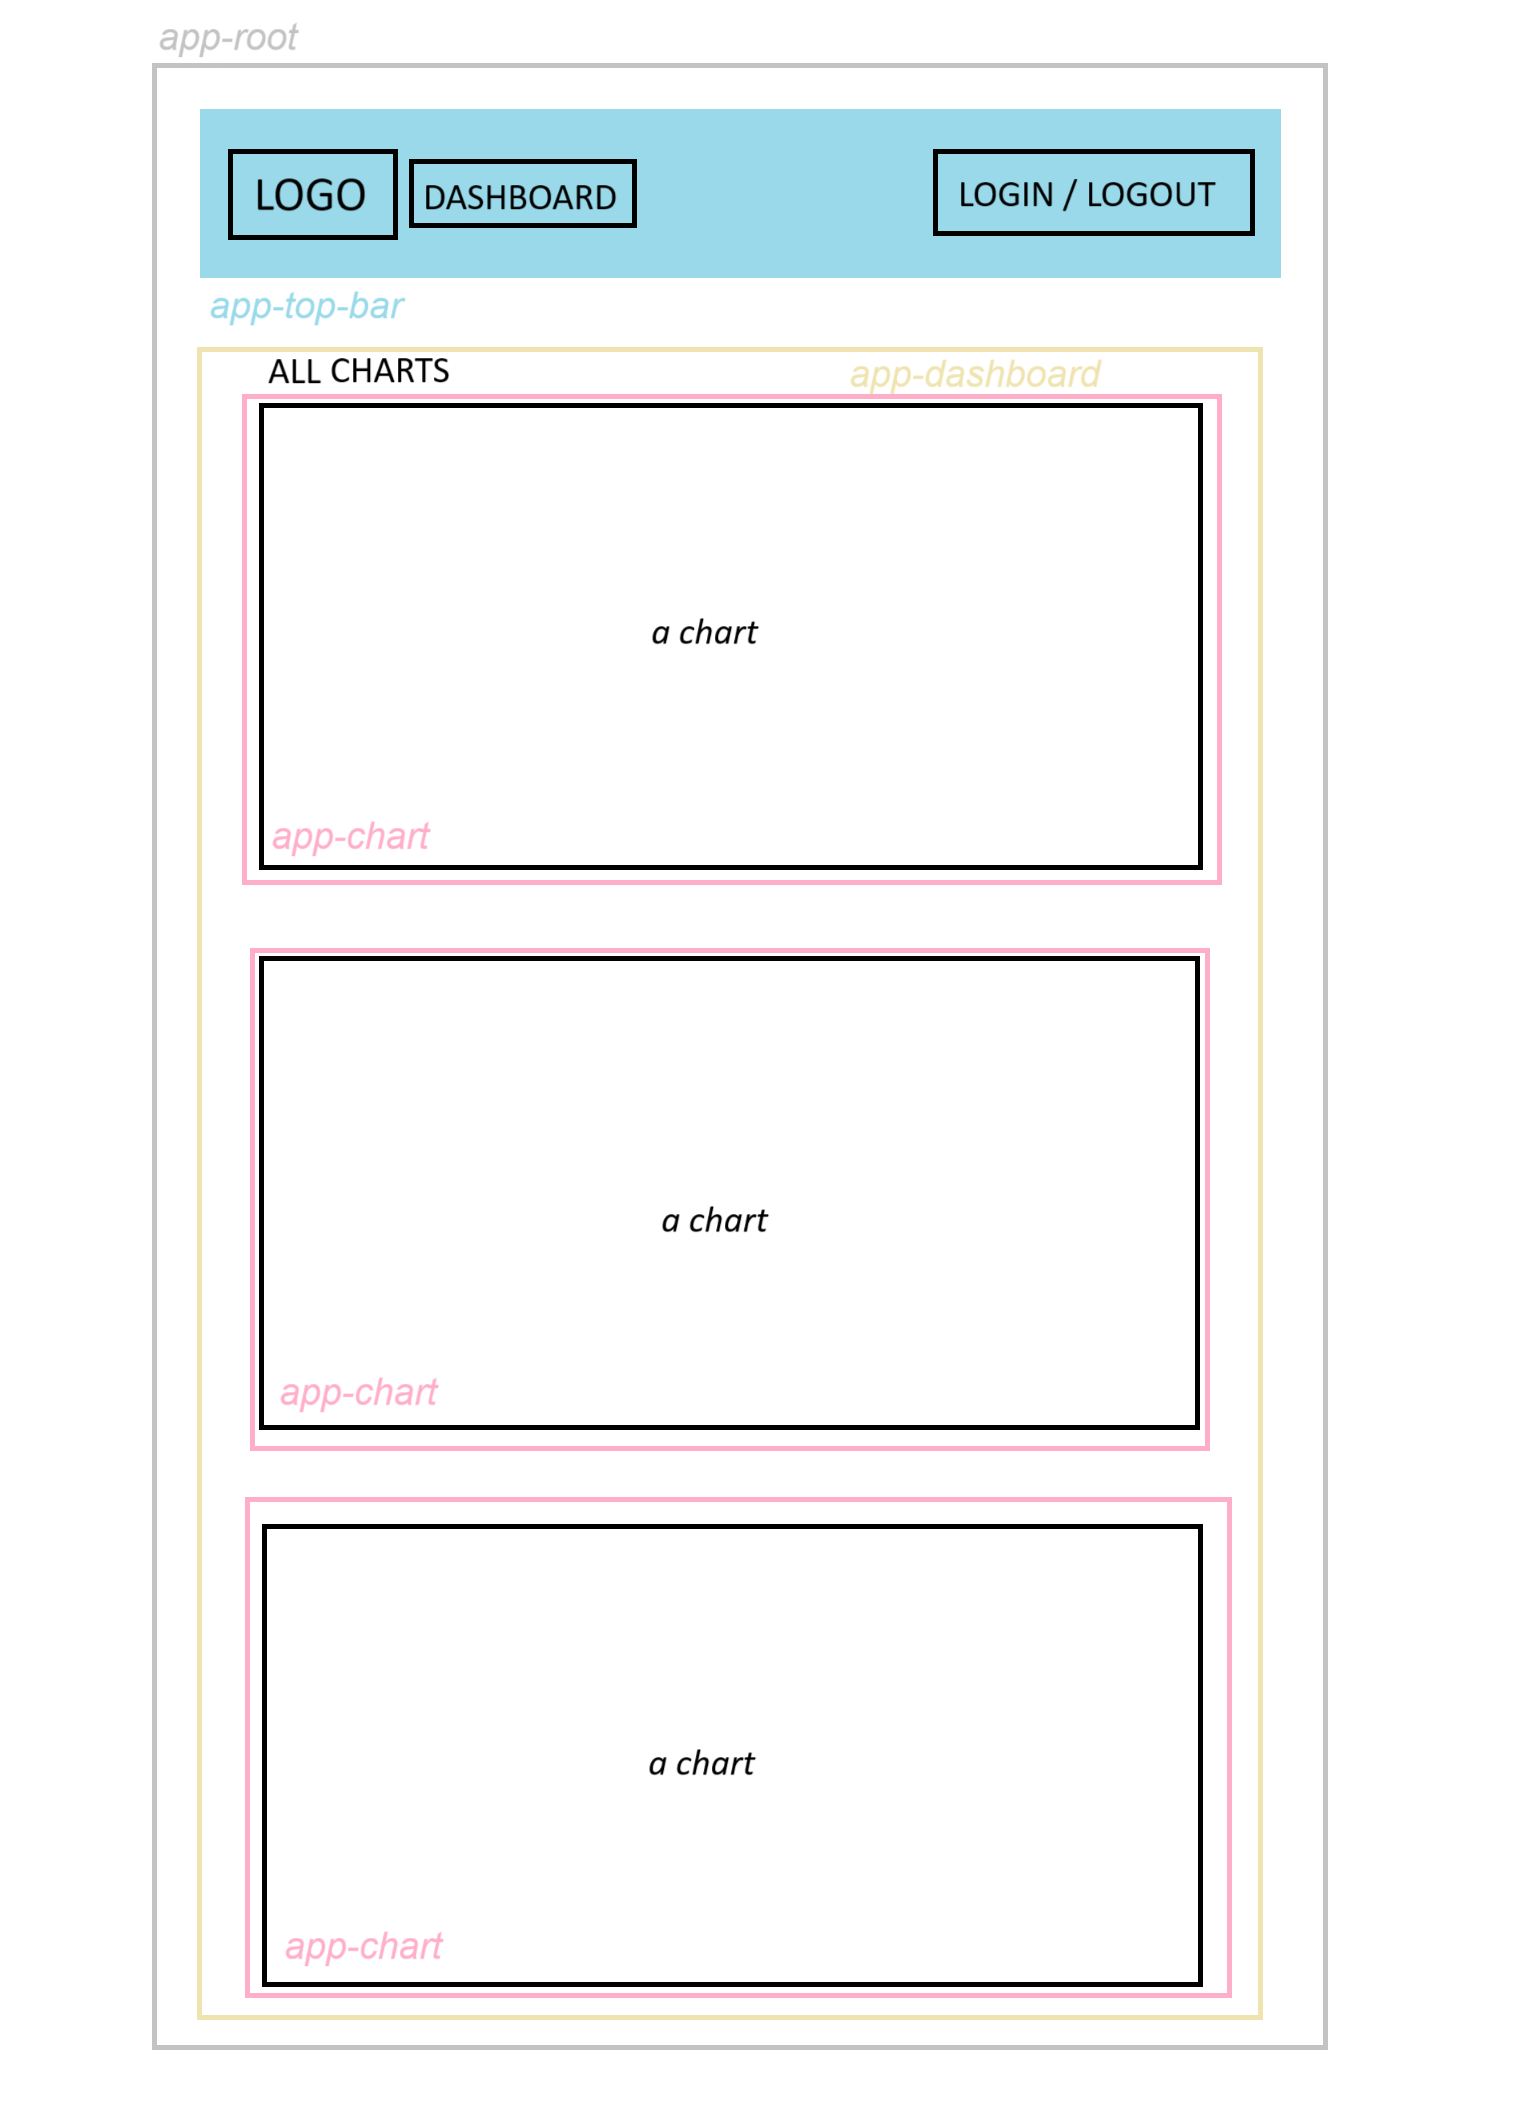 app-root
LOGO
DASHBOARD
LOGIN / LOGOUT
app-top-bar
ALL CHARTS
app-dashboard
a chart
app-chart
a chart
app-chart
a chart
app-chart